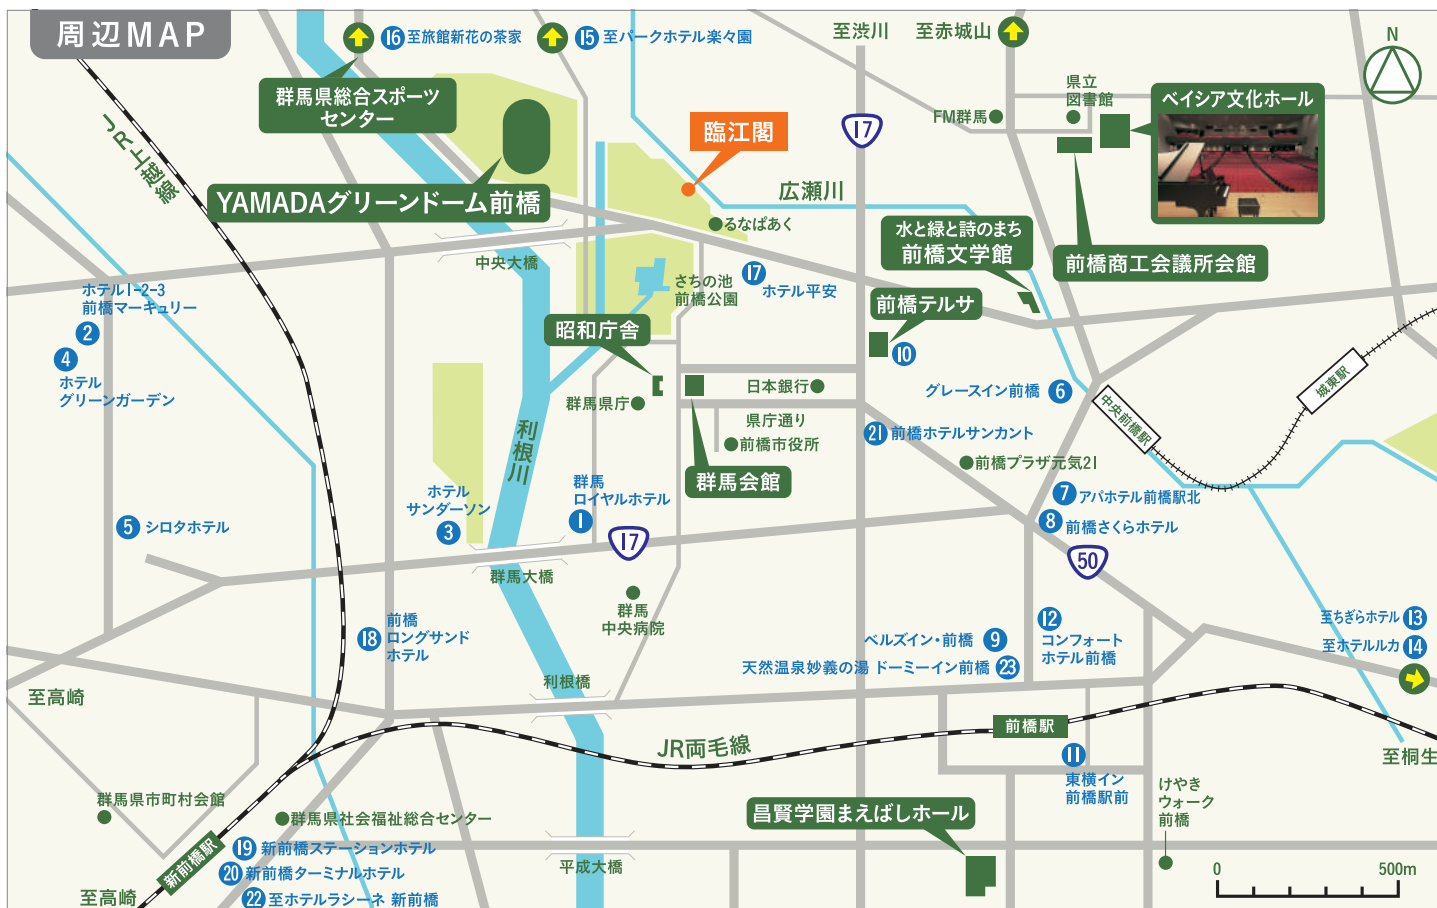 周辺MAP
16 至旅館新花の茶家
15 至パークホテル楽々園
至渋川
至赤城山
N
群馬県総合スポーツ
センター
県立
図書館
ベイシア文化ホール
FM群馬
17
臨江閣
JR上越線
広瀬川
YAMADAグリーンドーム前橋
るなぱあく
水と緑と詩のまち
前橋文学館
前橋商工会議所会館
中央大橋
さちの池
前橋公園
17
ホテル平安
ホテル1-2-3
前橋マーキュリー
2
4
ホテル
グリーンガーデン
昭和庁舎
前橋テルサ
10
群馬県庁
日本銀行
県庁通り
前橋市役所
グレースイン前橋 6
中央前橋駅
城東駅
21 前橋ホテルサンカント
前橋プラザ元気21
利根川
群馬会館
ホテル
サンダーソン
3
群馬
ロイヤルホテル
1
17
7 アパホテル前橋駅北
8 前橋さくらホテル
50
5 シロタホテル
群馬大橋
群馬
中央病院
18
前橋
ロングサンド
ホテル
12
コンフォート
ホテル前橋
ベルズイン・前橋 9
天然温泉妙義の湯 ドーミーイン前橋 23
至ちぎらホテル 13
至ホテルルカ 14
利根橋
至高崎
JR両毛線
前橋駅
至桐生
11
東横イン
前橋駅前
けやき
ウォーク
前橋
群馬県市町村会館
群馬県社会福祉総合センター
昌賢学園まえばしホール
新前橋駅
19 新前橋ステーションホテル
20 新前橋ターミナルホテル
22 至ホテルラシーネ 新前橋
至高崎
平成大橋
0 500m